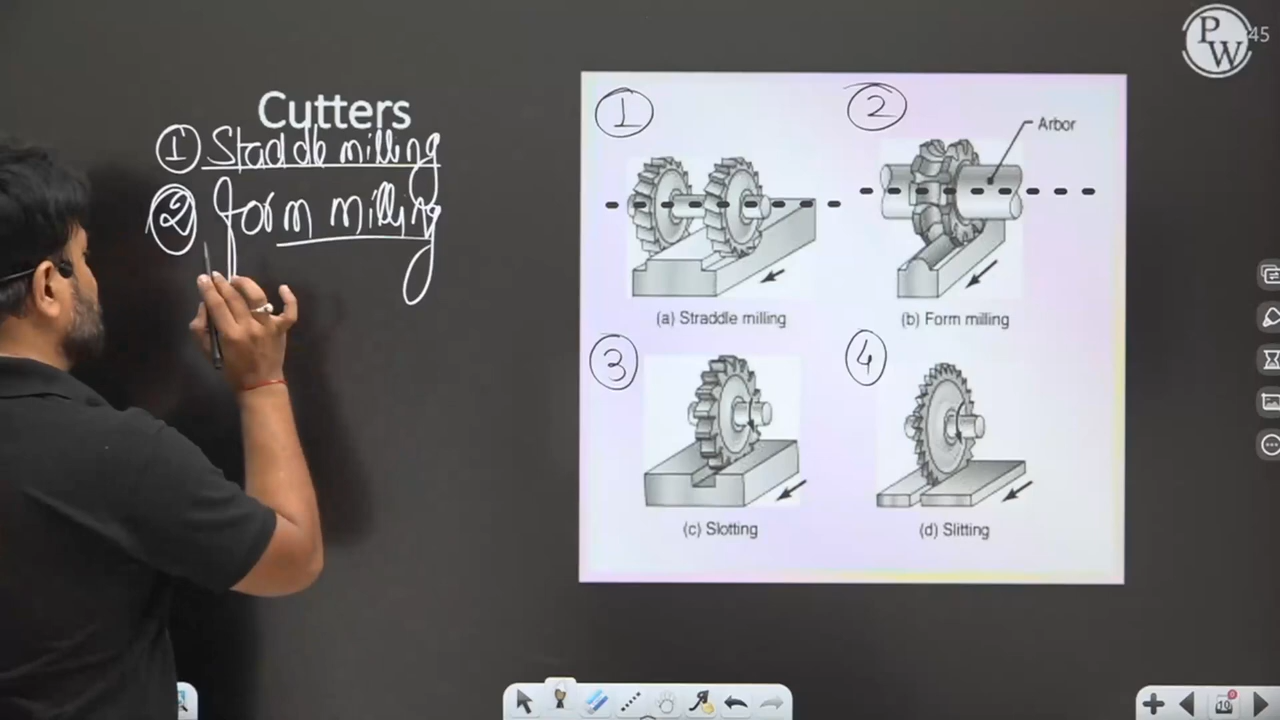 PW
45
Cutters
① Straddle milling
② form milling
①
②
Arbor
(a) Straddle milling
(b) Form milling
③
④
(c) Slotting
(d) Slitting
10